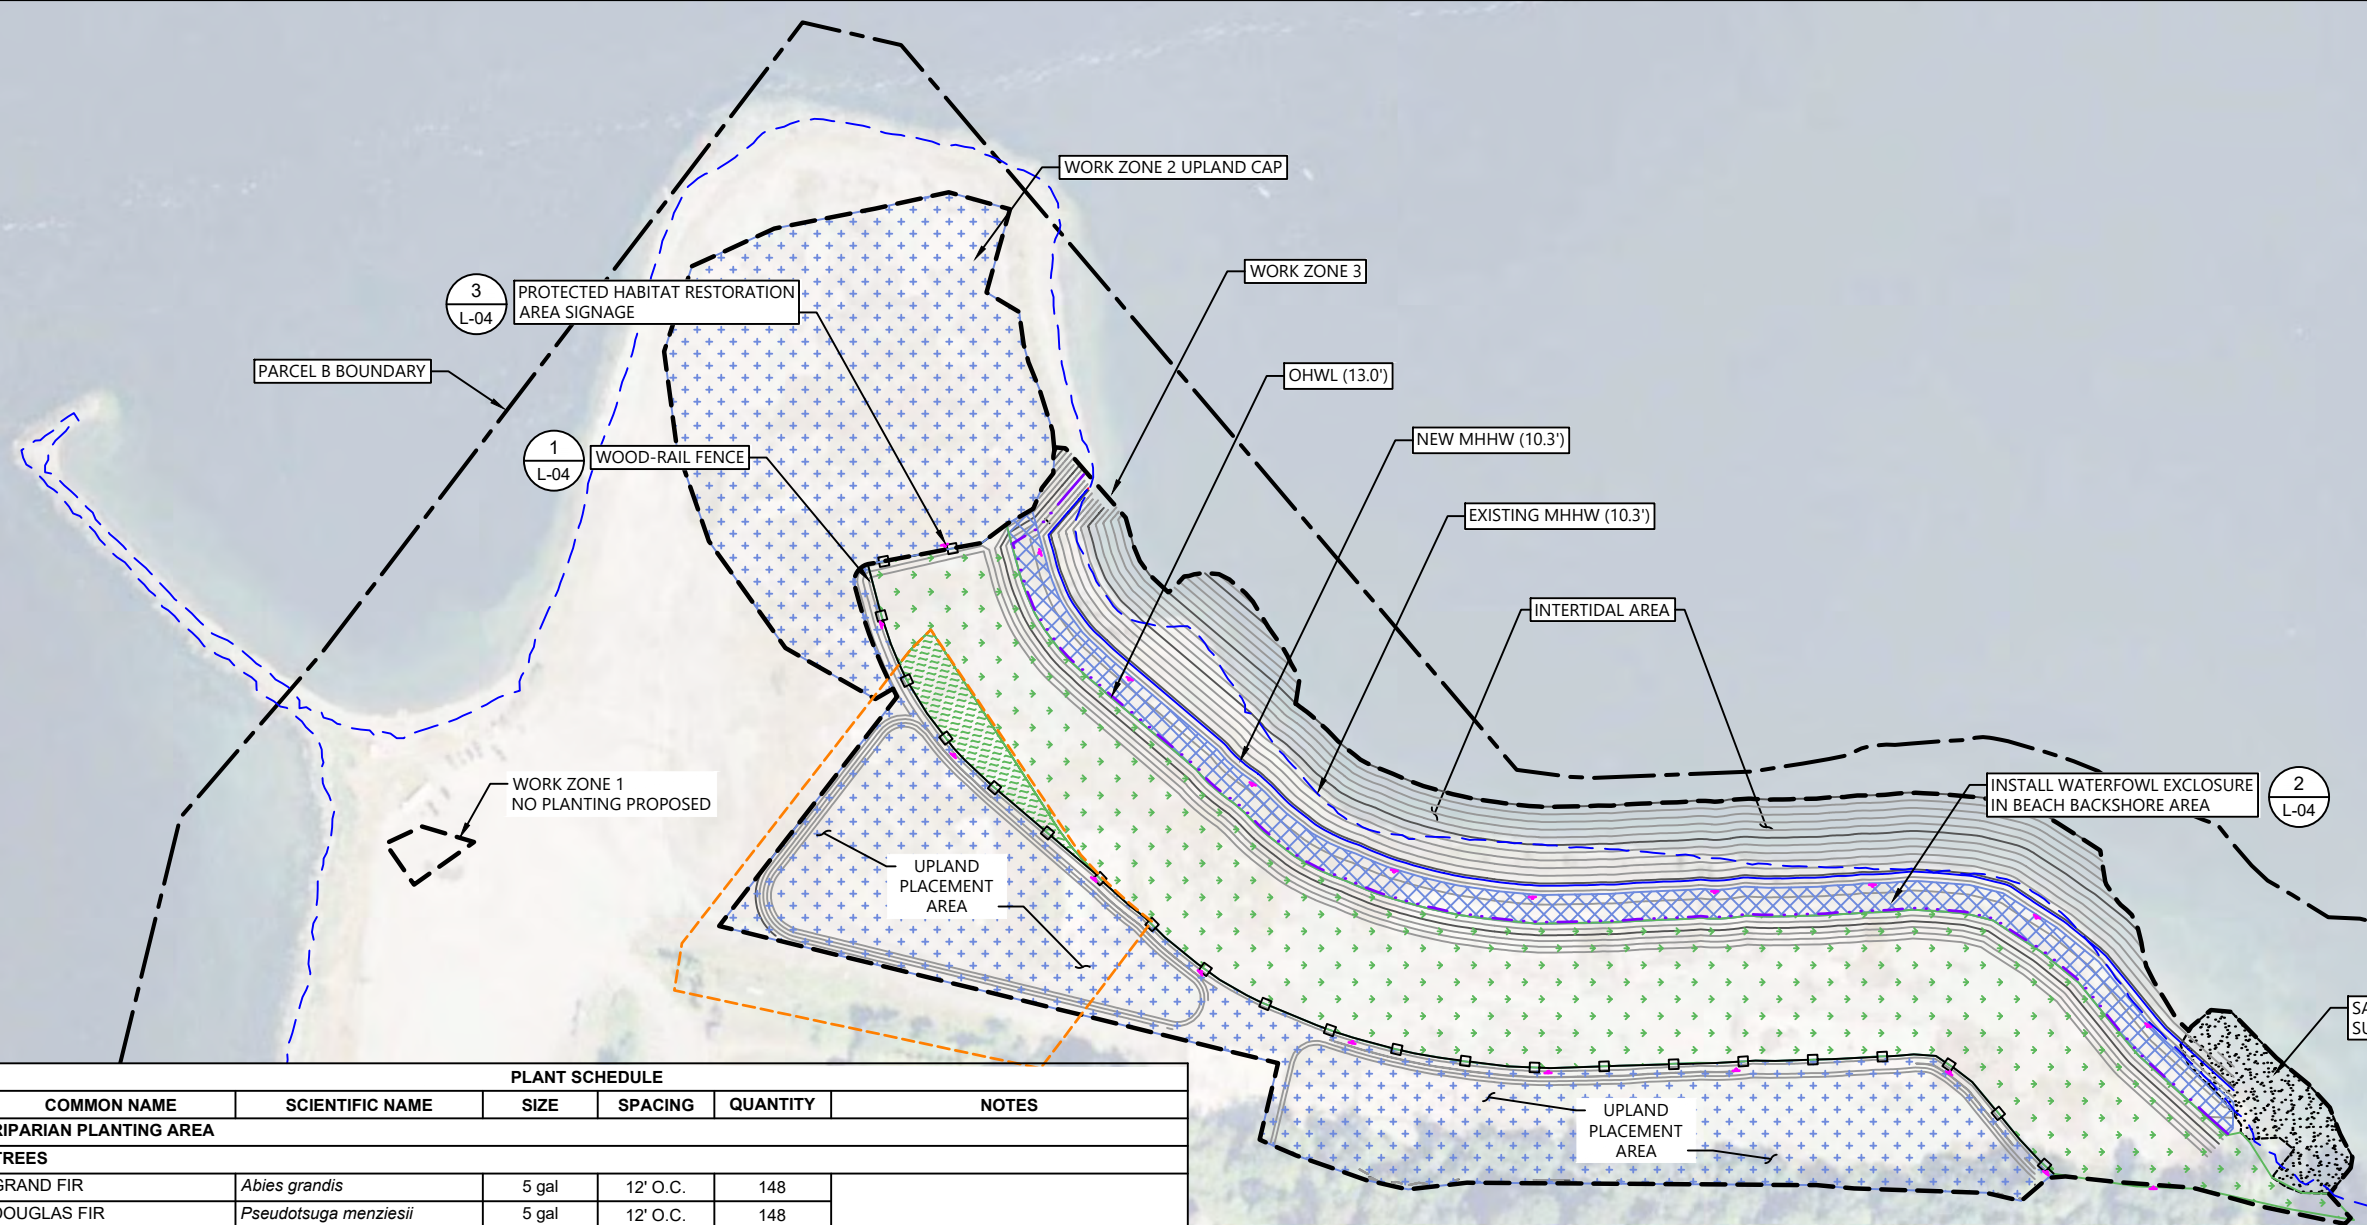 WORK ZONE 2 UPLAND CAP
WORK ZONE 3
3
L-04
PROTECTED HABITAT RESTORATION
AREA SIGNAGE
PARCEL B BOUNDARY
OHWL (13.0')
1
L-04
WOOD-RAIL FENCE
NEW MHHW (10.3')
EXISTING MHHW (10.3')
INTERTIDAL AREA
WORK ZONE 1
NO PLANTING PROPOSED
INSTALL WATERFOWL EXCLOSURE
IN BEACH BACKSHORE AREA
2
L-04
UPLAND
PLACEMENT
AREA
UPLAND
PLACEMENT
AREA
PLANT SCHEDULE
COMMON NAME SCIENTIFIC NAME SIZE SPACING QUANTITY NOTES
RIPARIAN PLANTING AREA
TREES
GRAND FIR Abies grandis 5 gal 12' O.C. 148
DOUGLAS FIR Pseudotsuga menziesii 5 gal 12' O.C. 148